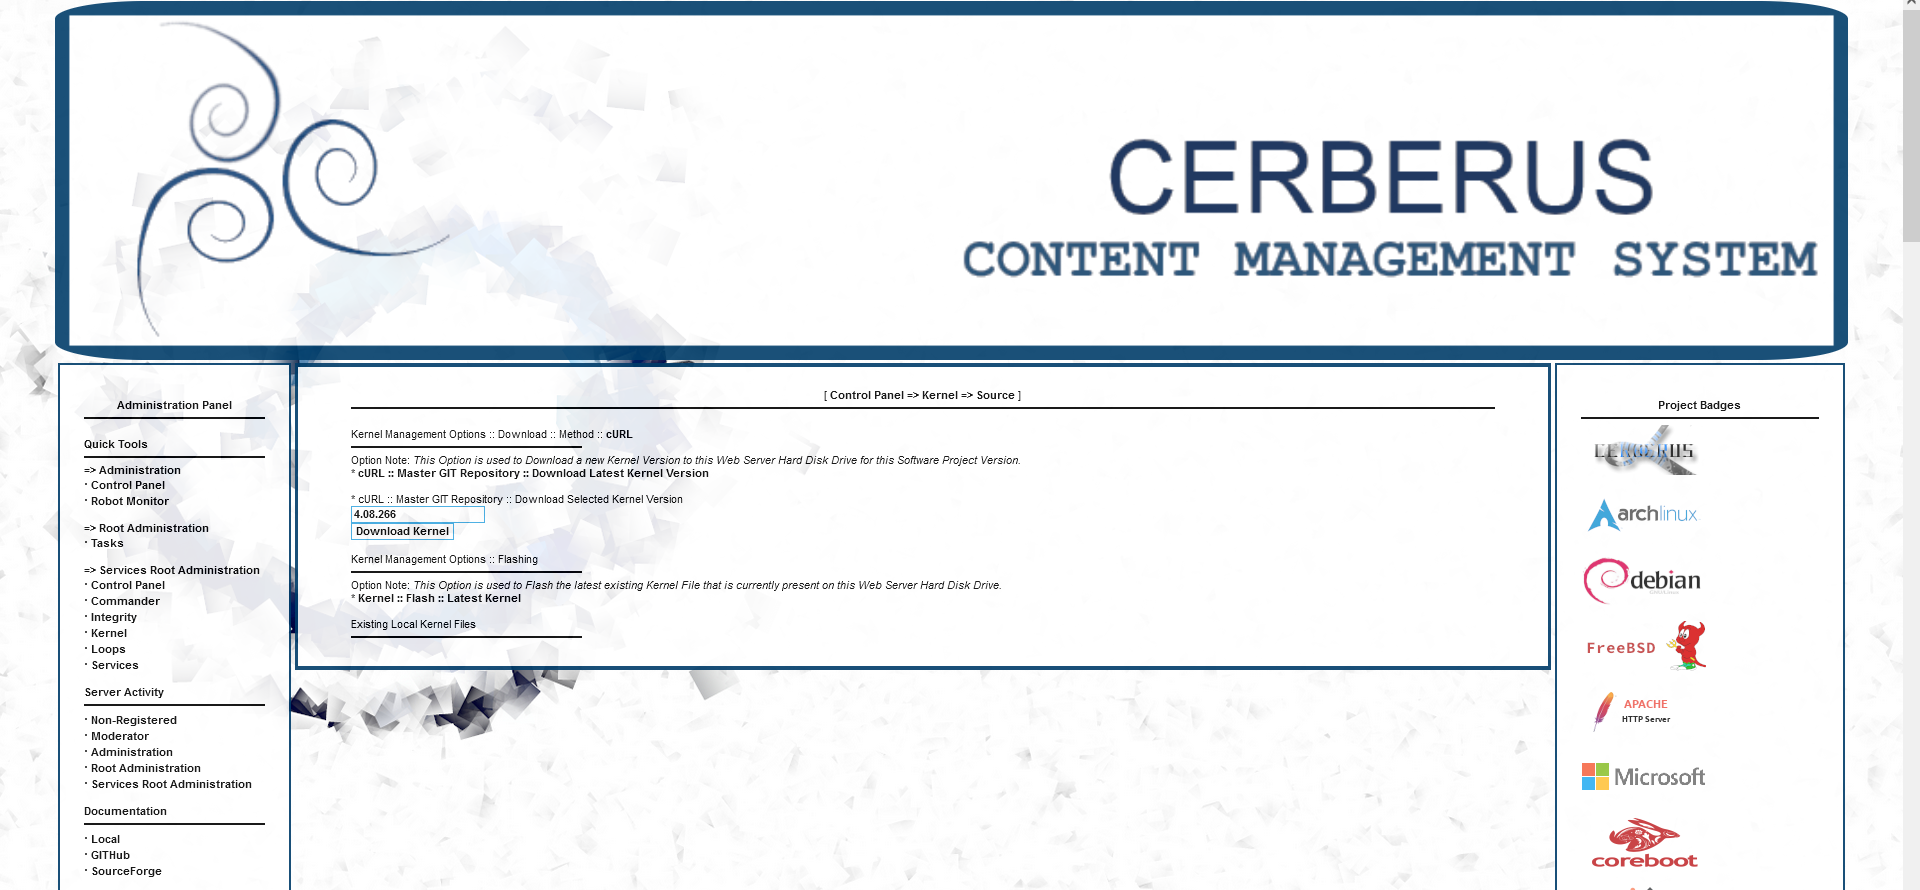 CERBERUS
CONTENT MANAGEMENT SYSTEM
Administration Panel
Quick Tools
=> Administration
· Control Panel
· Robot Monitor
=> Root Administration
· Tasks
=> Services Root Administration
· Control Panel
· Commander
· Integrity
· Kernel
· Loops
· Services
Server Activity
· Non-Registered
· Moderator
· Administration
· Root Administration
· Services Root Administration
Documentation
· Local
· GITHub
· SourceForge
[ Control Panel => Kernel => Source ]
Kernel Management Options :: Download :: Method :: cURL
Option Note: This Option is used to Download a new Kernel Version to this Web Server Hard Disk Drive for this Software Project Version.
* cURL :: Master GIT Repository :: Download Latest Kernel Version
* cURL :: Master GIT Repository :: Download Selected Kernel Version
4.08.266
Download Kernel
Kernel Management Options :: Flashing
Option Note: This Option is used to Flash the latest existing Kernel File that is currently present on this Web Server Hard Disk Drive.
* Kernel :: Flash :: Latest Kernel
Existing Local Kernel Files
Project Badges
CERBERUS
archlinux
debian
FreeBSD
APACHE
HTTP Server
Microsoft
coreboot